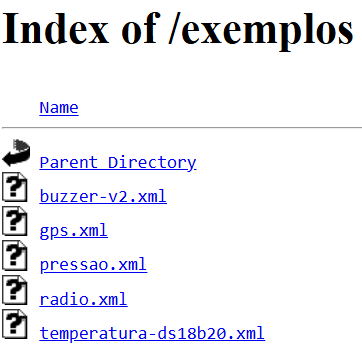 Index of /exemplos
Name
Parent Directory
buzzer-v2.xml
gps.xml
pressao.xml
radio.xml
temperatura-ds18b20.xml